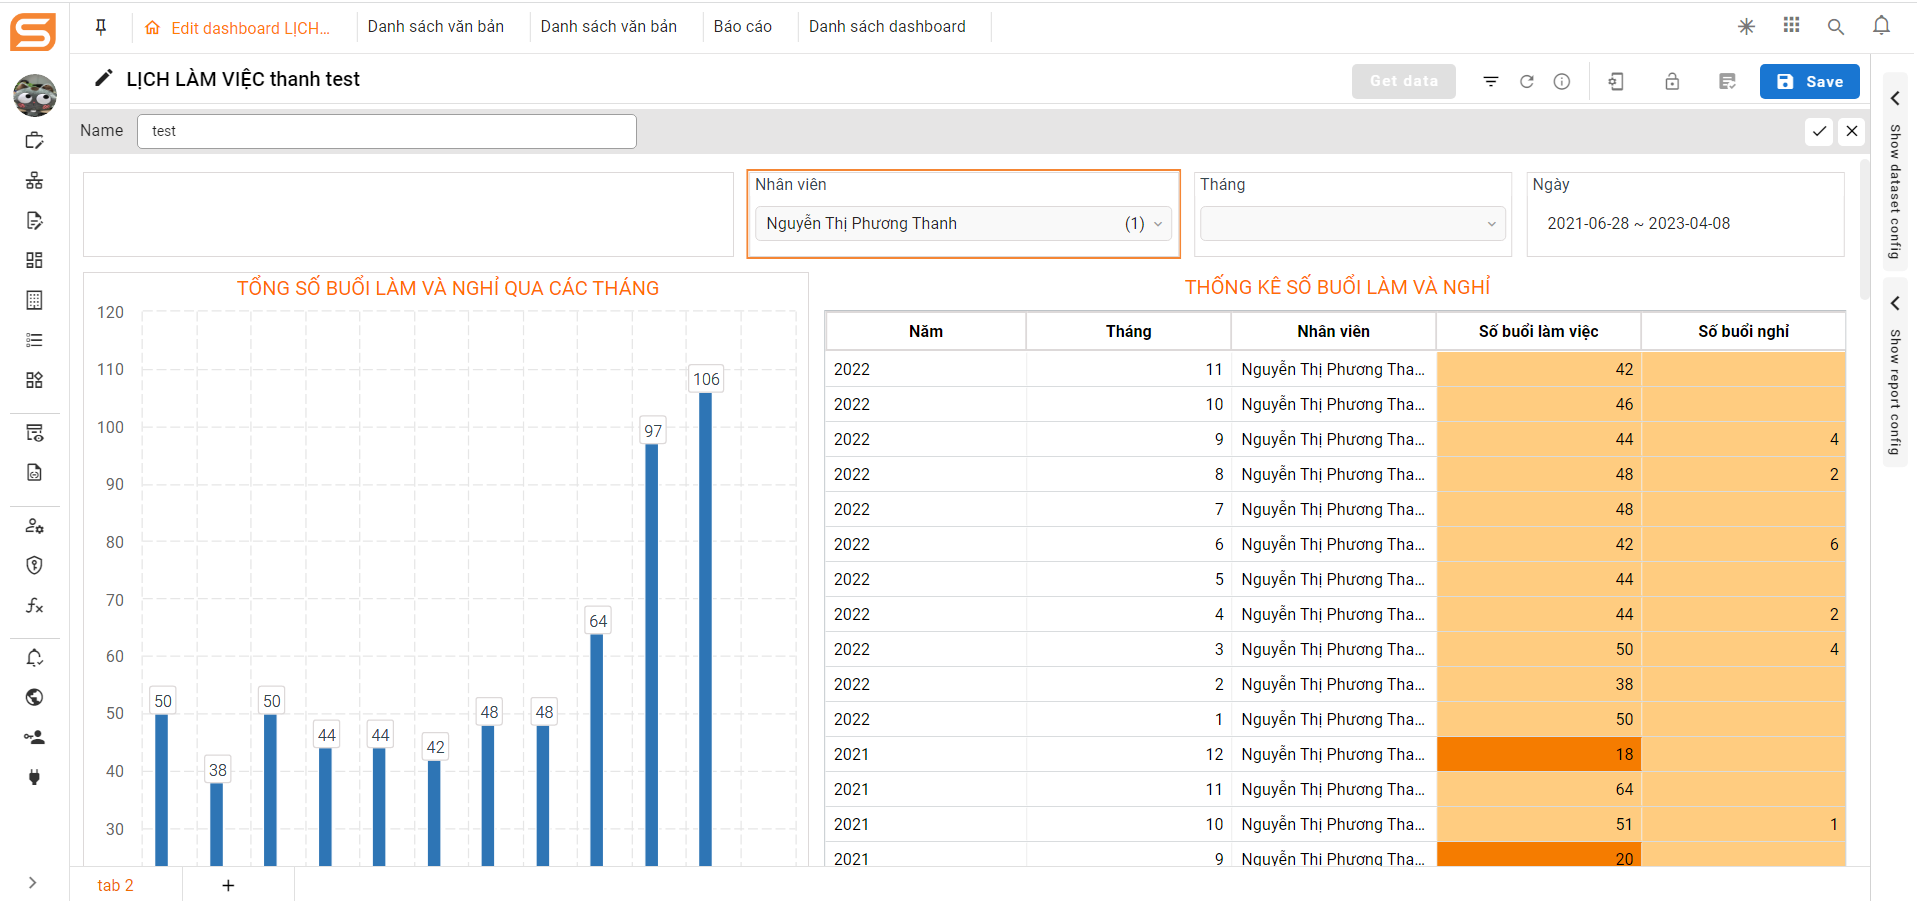 Edit dashboard LỊCH...
Danh sách văn bản
Danh sách văn bản
Báo cáo
Danh sách dashboard
LỊCH LÀM VIỆC thanh test
Get data
Save
Name
test
Nhân viên
Nguyễn Thị Phương Thanh (1)
Tháng
Ngày
2021-06-28 ~ 2023-04-08
Show dataset config
Show report config
TỔNG SỐ BUỔI LÀM VÀ NGHỈ QUA CÁC THÁNG
120
110
100
90
80
70
60
50
40
30
50
38
50
44
44
42
48
48
64
97
106
THỐNG KÊ SỐ BUỔI LÀM VÀ NGHỈ
Năm Tháng Nhân viên Số buổi làm việc Số buổi nghỉ
2022 11 Nguyễn Thị Phương Tha... 42
2022 10 Nguyễn Thị Phương Tha... 46
2022 9 Nguyễn Thị Phương Tha... 44 4
2022 8 Nguyễn Thị Phương Tha... 48 2
2022 7 Nguyễn Thị Phương Tha... 48
2022 6 Nguyễn Thị Phương Tha... 42 6
2022 5 Nguyễn Thị Phương Tha... 44
2022 4 Nguyễn Thị Phương Tha... 44 2
2022 3 Nguyễn Thị Phương Tha... 50 4
2022 2 Nguyễn Thị Phương Tha... 38
2022 1 Nguyễn Thị Phương Tha... 50
2021 12 Nguyễn Thị Phương Tha... 18
2021 11 Nguyễn Thị Phương Tha... 64
2021 10 Nguyễn Thị Phương Tha... 51 1
2021 9 Nguyễn Thị Phương Tha... 20
tab 2
+